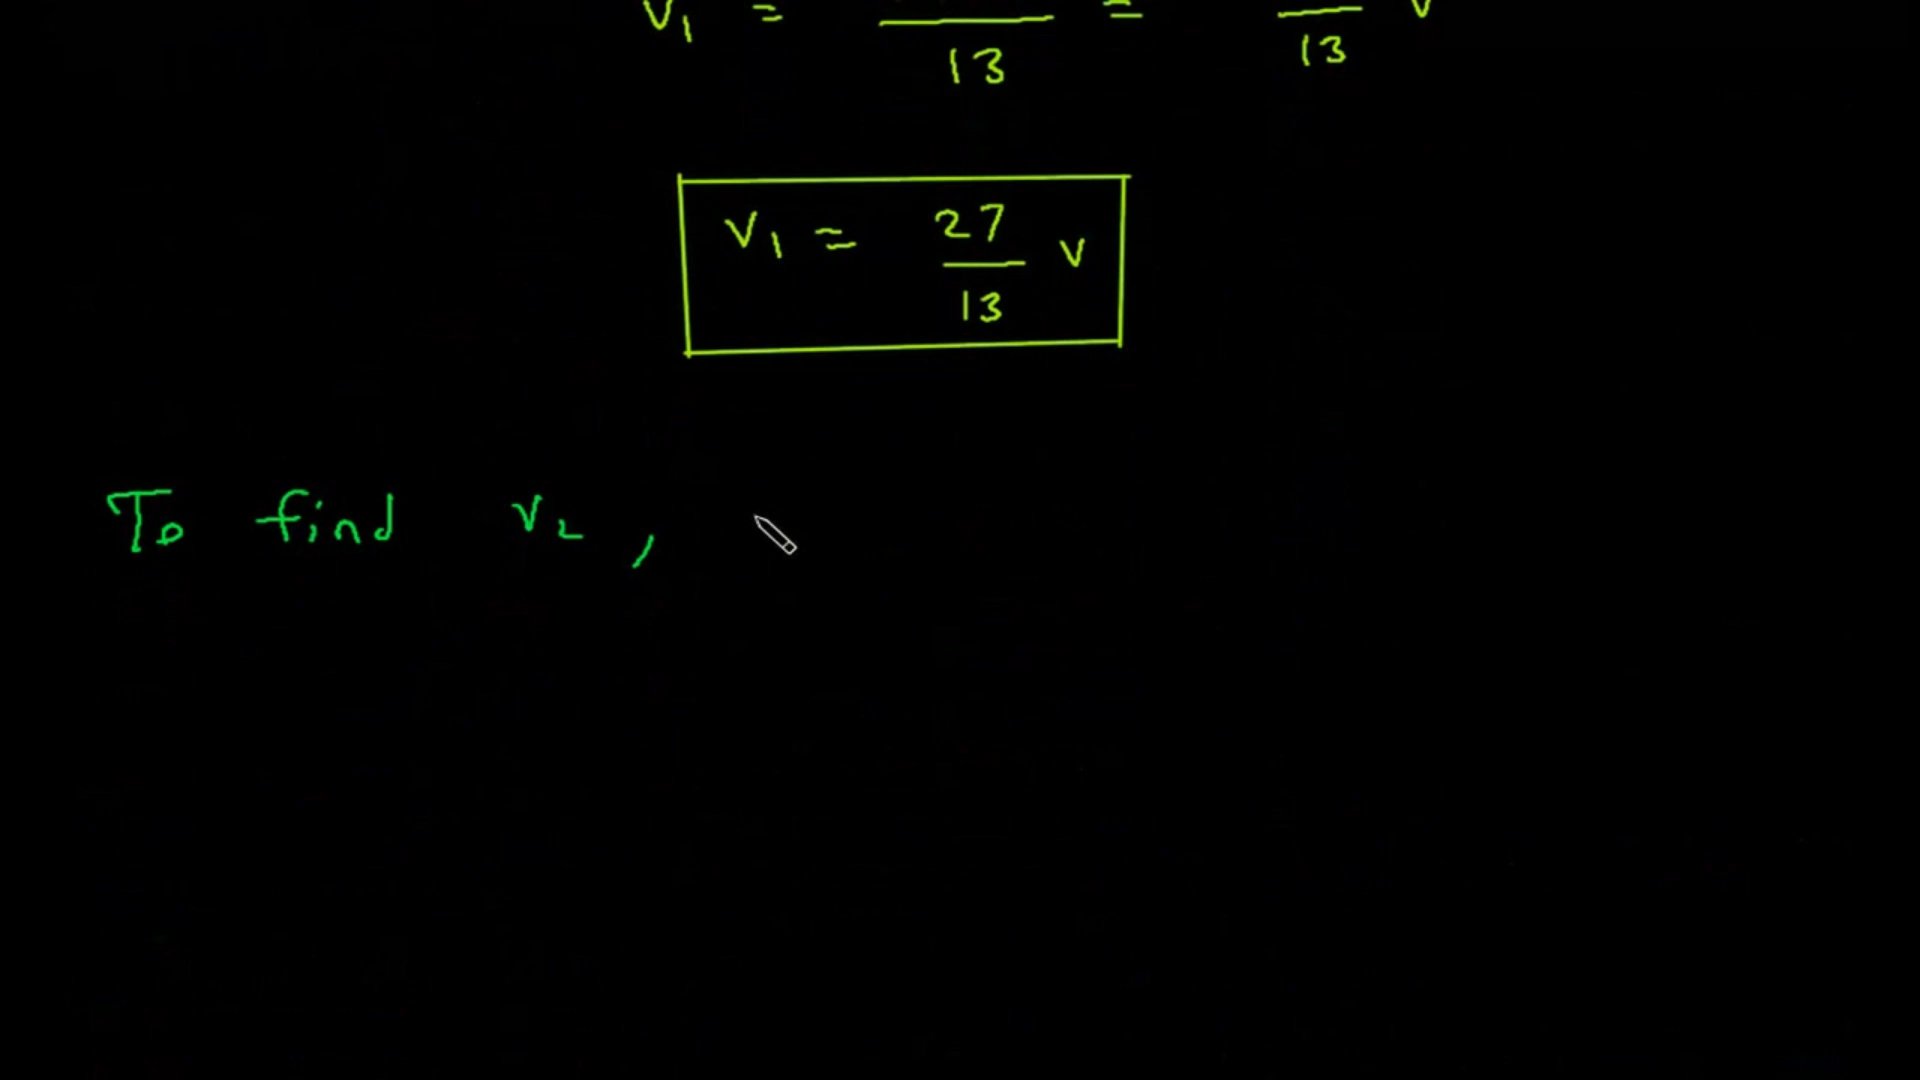 V₁ = —— = —— V
13 13
V₁ = 27/13 V
To find V₂,